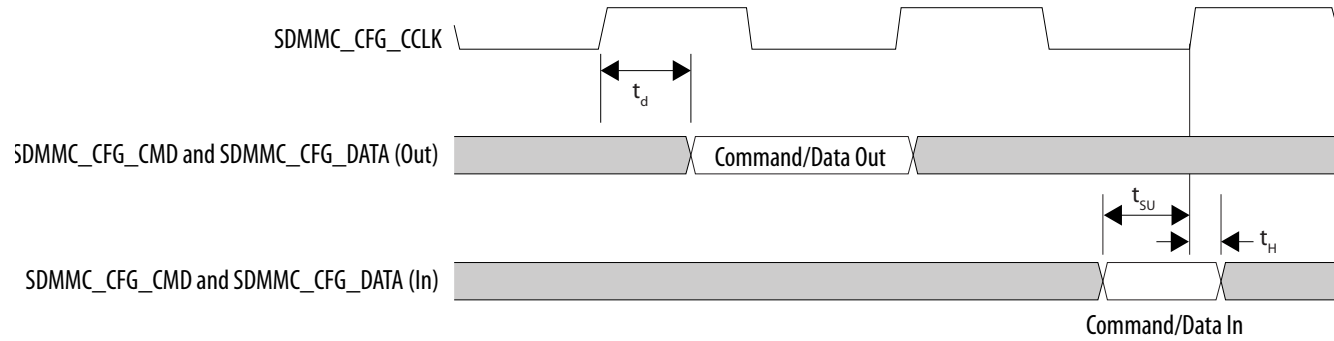 SDMMC_CFG_CCLK
t_d
SDMMC_CFG_CMD and SDMMC_CFG_DATA (Out)
Command/Data Out
t_SU
t_H
SDMMC_CFG_CMD and SDMMC_CFG_DATA (In)
Command/Data In